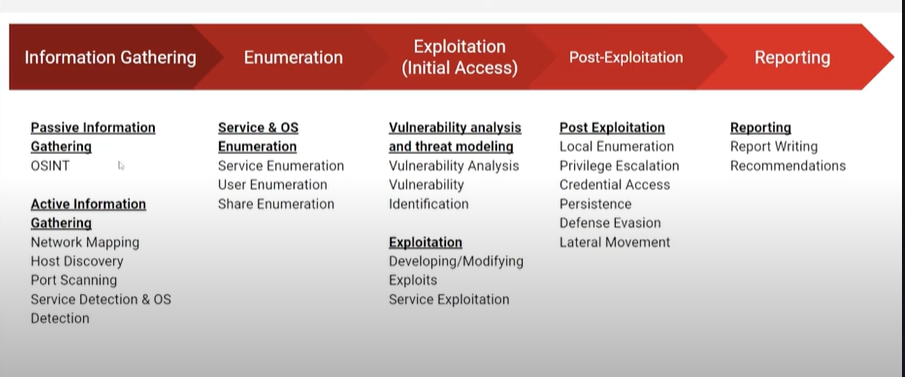 Information Gathering
Enumeration
Exploitation
(Initial Access)
Post-Exploitation
Reporting
Passive Information
Gathering
OSINT
Active Information
Gathering
Network Mapping
Host Discovery
Port Scanning
Service Detection & OS
Detection
Service & OS
Enumeration
Service Enumeration
User Enumeration
Share Enumeration
Vulnerability analysis
and threat modeling
Vulnerability Analysis
Vulnerability
Identification
Exploitation
Developing/Modifying
Exploits
Service Exploitation
Post Exploitation
Local Enumeration
Privilege Escalation
Credential Access
Persistence
Defense Evasion
Lateral Movement
Reporting
Report Writing
Recommendations